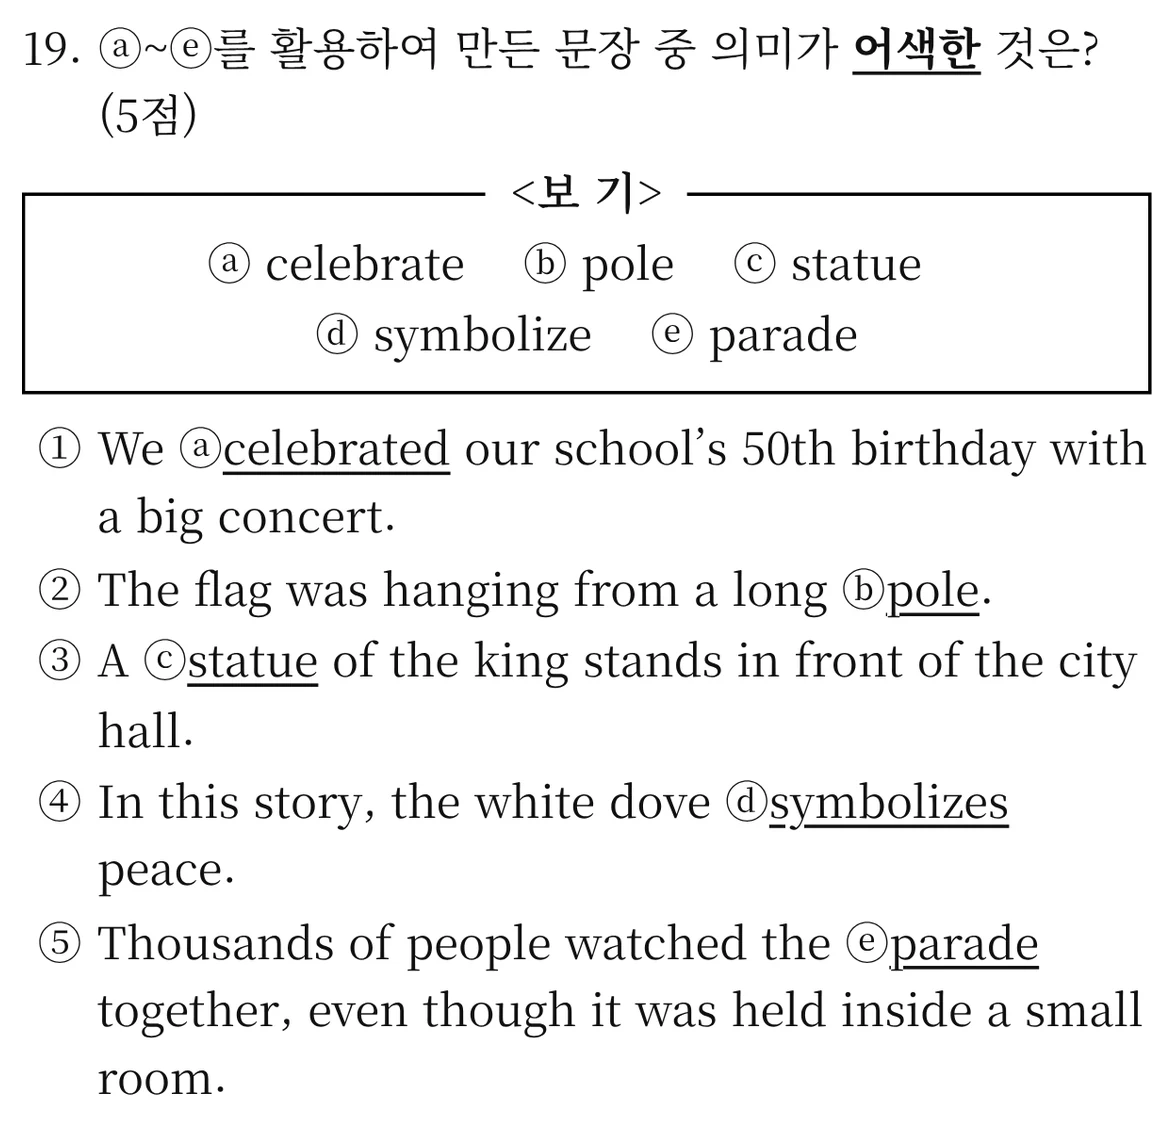 19. ⓐ~ⓔ를 활용하여 만든 문장 중 의미가 어색한 것은?
(5점)
<보 기>
ⓐ celebrate ⓑ pole ⓒ statue
ⓓ symbolize ⓔ parade
① We ⓐcelebrated our school’s 50th birthday with
a big concert.
② The flag was hanging from a long ⓑpole.
③ A ⓒstatue of the king stands in front of the city
hall.
④ In this story, the white dove ⓓsymbolizes
peace.
⑤ Thousands of people watched the ⓔparade
together, even though it was held inside a small
room.